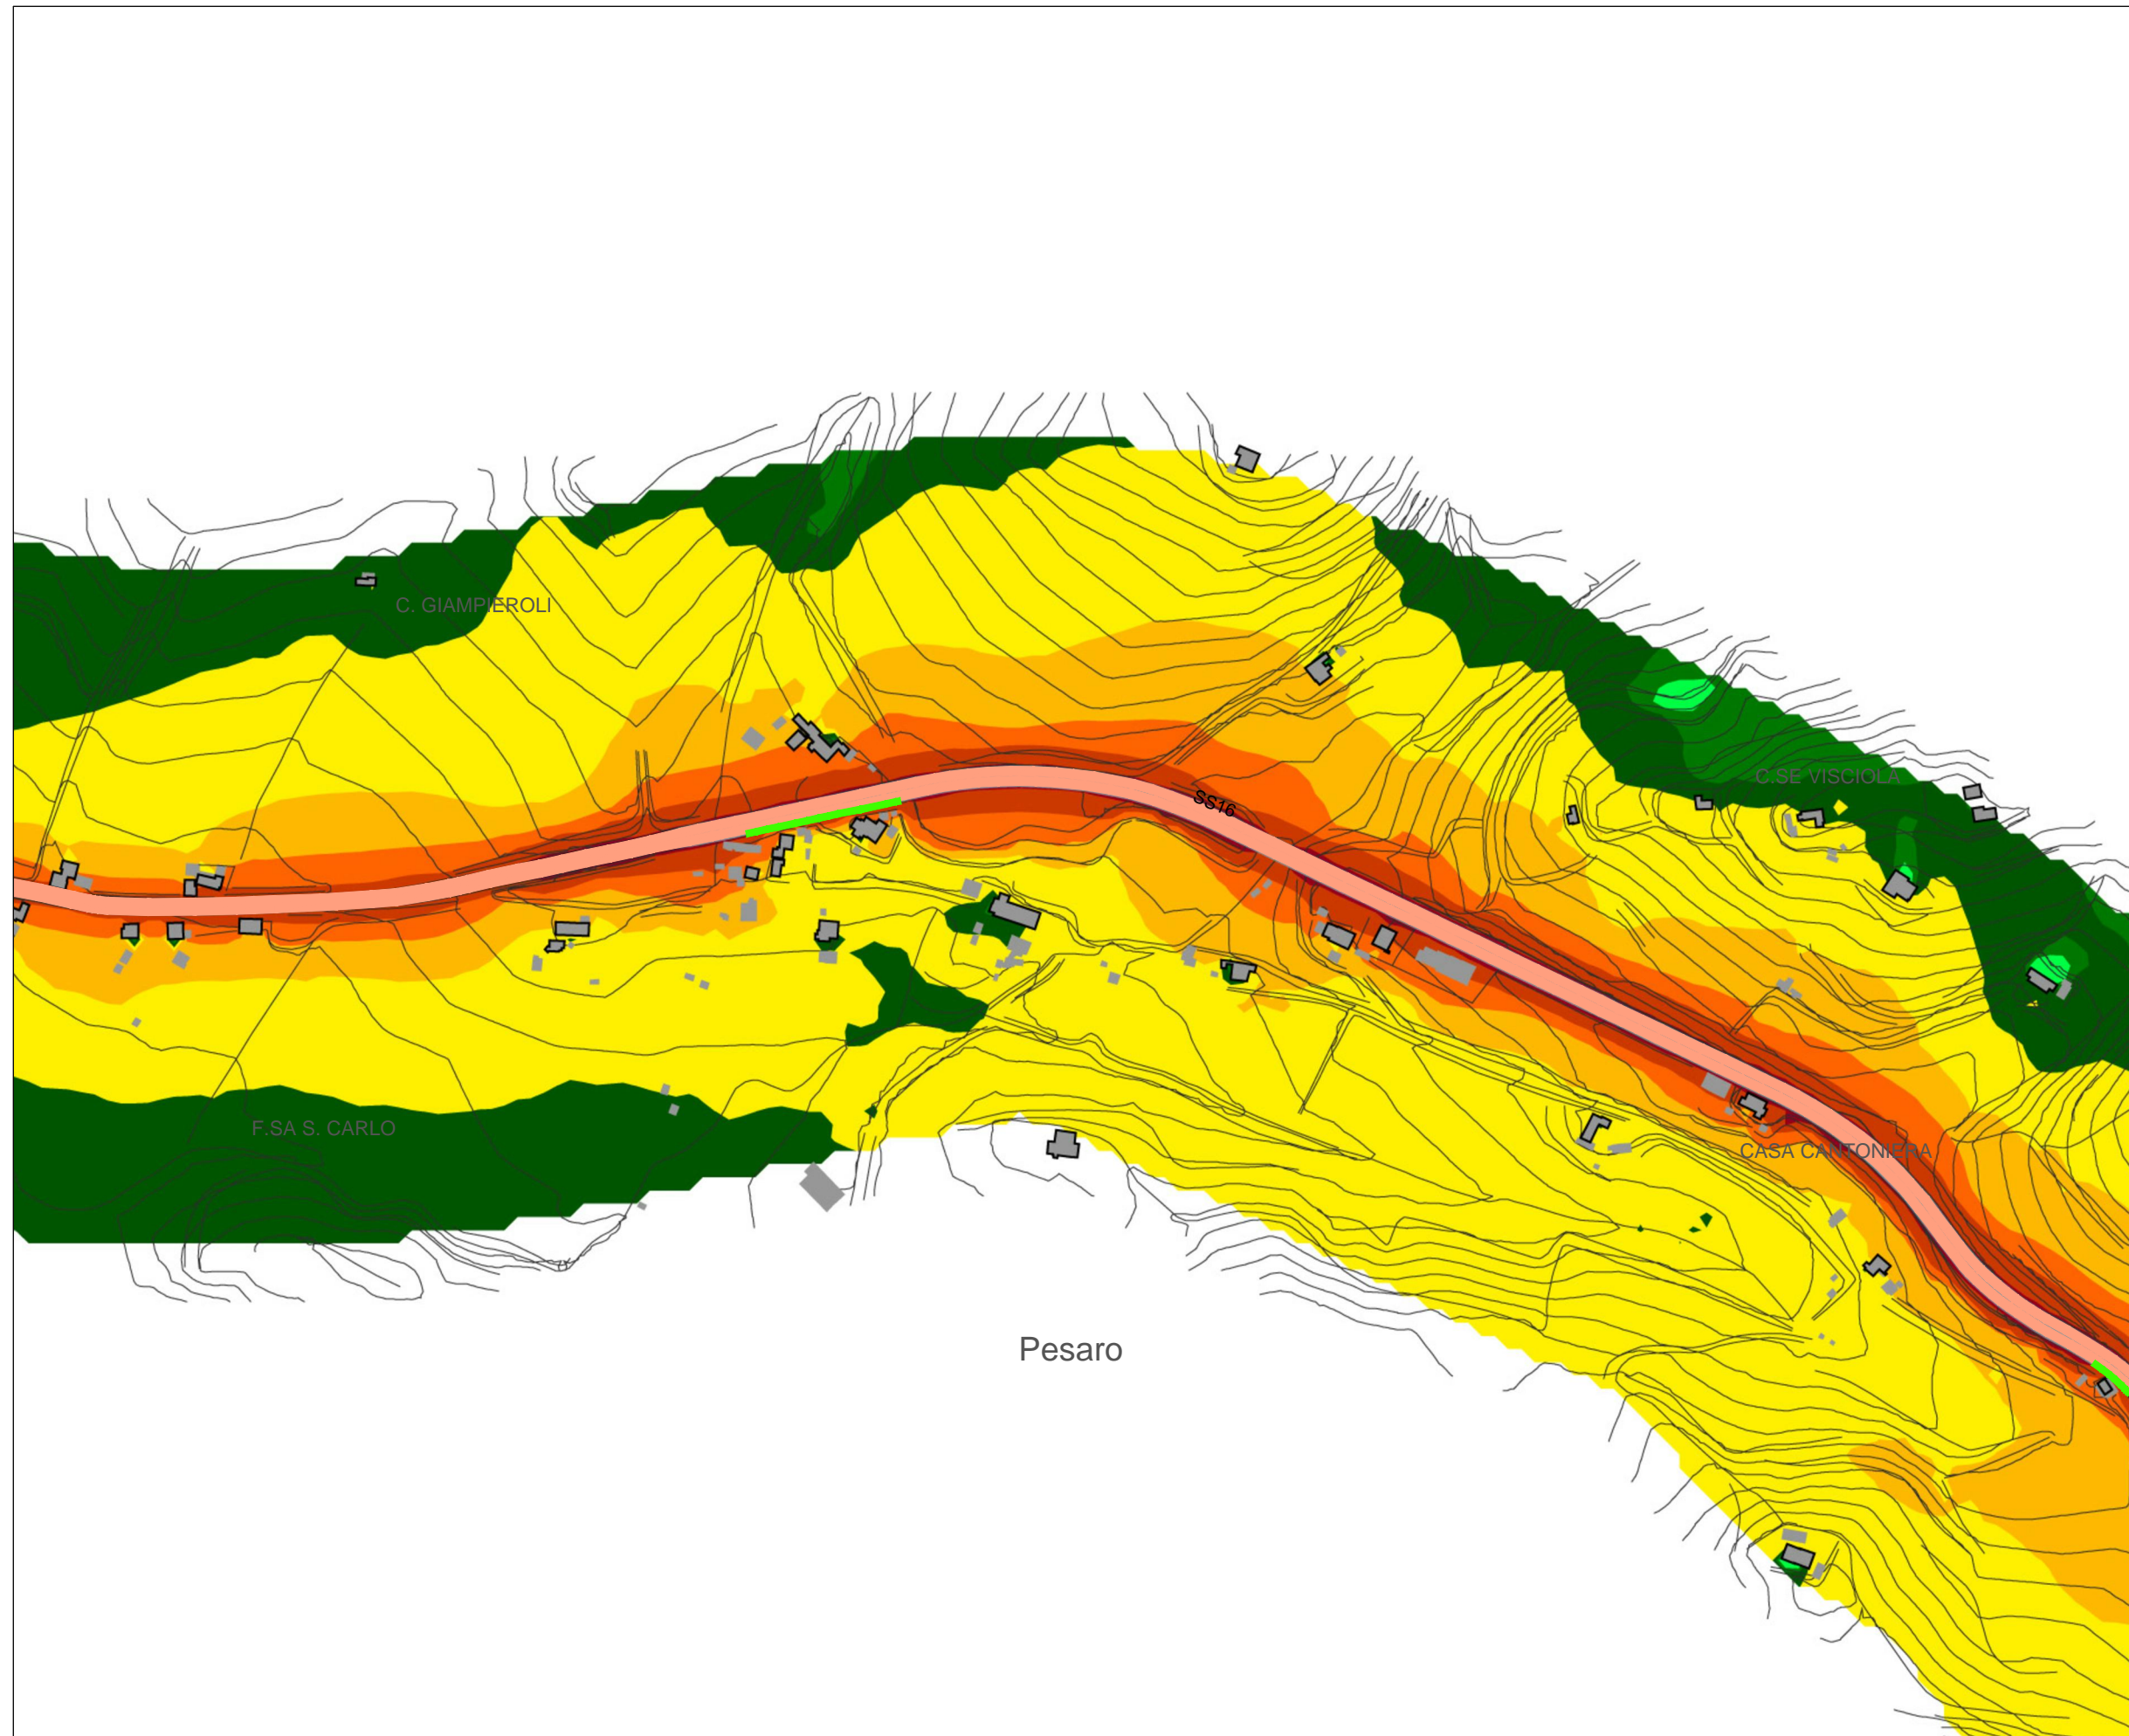 C. GIAMPIEROLI
C.SE VISCIOLA
SS16
F.SA S. CARLO
CASA CANTONIERA
Pesaro